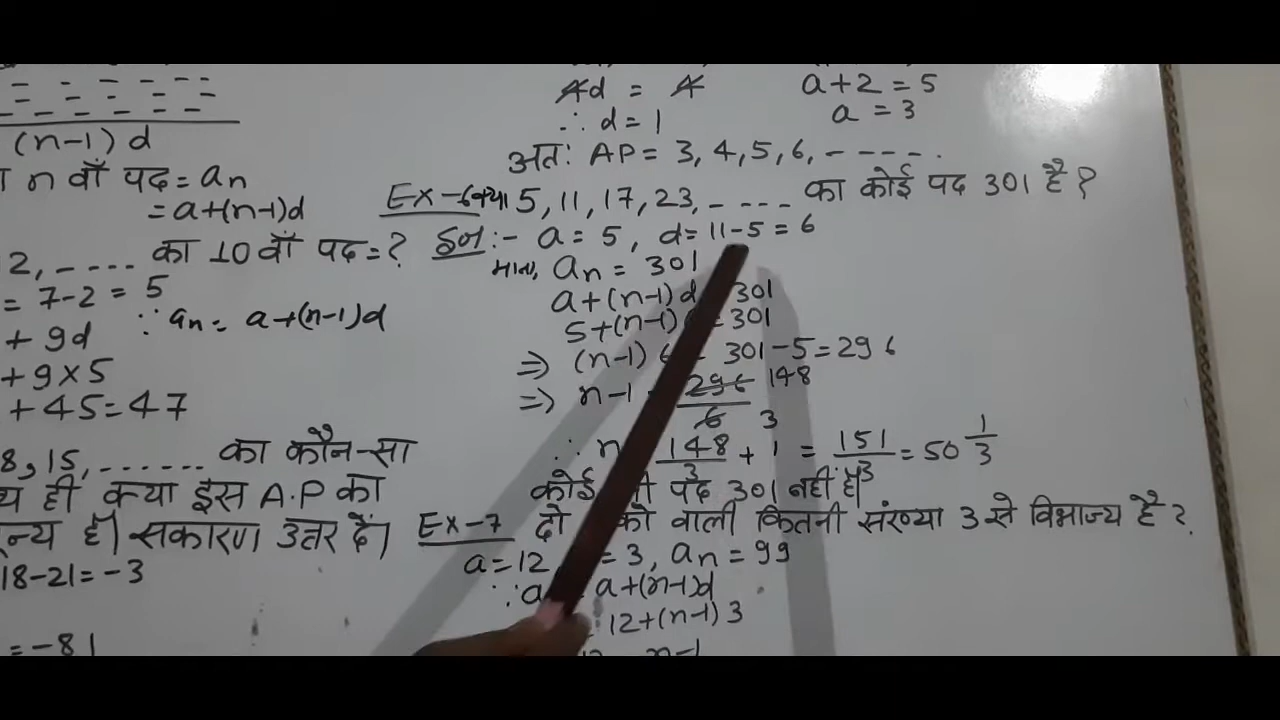 (n-1) d
n वाँ पद = an
= a+(n-1)d
2, - - - - का 10 वाँ पद = ?
= 7-2 = 5
+ 9d ∵ an = a+(n-1)d
+ 9×5
+ 45 = 47
8, 15, ...... का कौन-सा
ही क्या इस A.P का
न्य है। सकारण उत्तर दें।
18-21 = -3
= -81
4d = 4
∴ d = 1
a+2 = 5
a = 3
अतः AP = 3, 4, 5, 6, - - - - .
Ex-6 क्या 5, 11, 17, 23, - - - - का कोई पद 301 है?
हल :- a = 5, d = 11-5 = 6
माना, an = 301
a+(n-1)d 301
5+(n-1) = 301
⇒ (n-1) 6 301-5 = 296
⇒ n-1 296/6 148/3
∴ n 148/3 + 1 = 151/3 = 50 1/3
कोई पद 301 नहीं है।
Ex-7 दो को वाली कितनी संख्या 3 से विभाज्य है?
a = 12, = 3, an = 99
∵ a a+(n-1)d
12+(n-1) 3
n-1